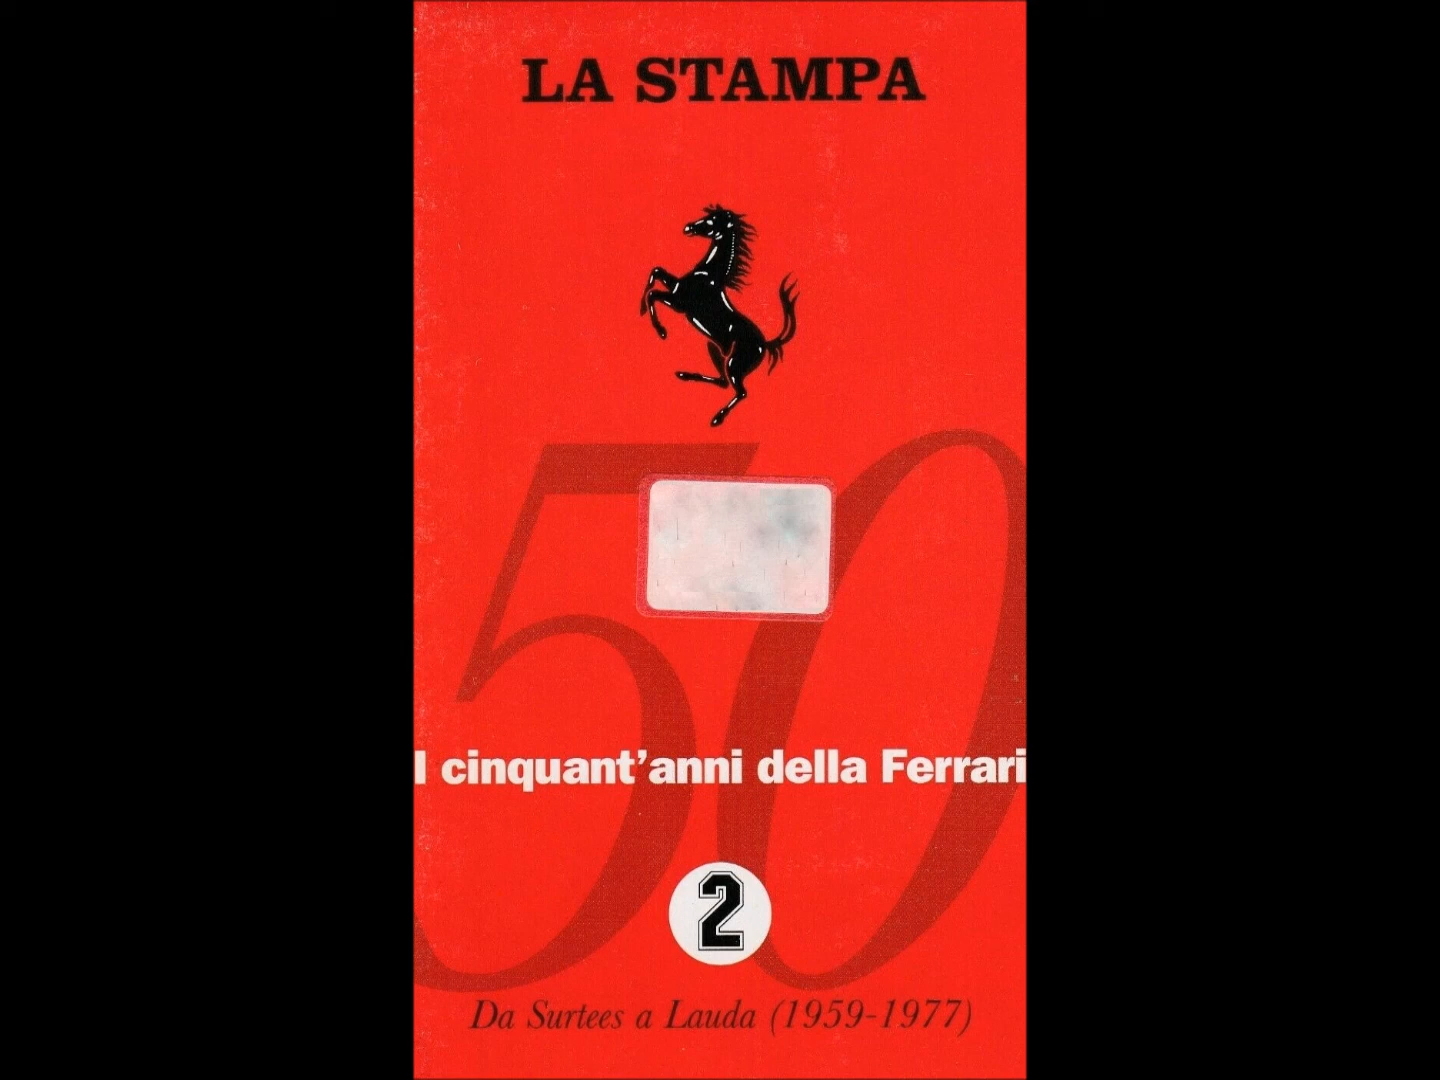 LA STAMPA
50
I cinquant'anni della Ferrari
2
Da Surtees a Lauda (1959-1977)